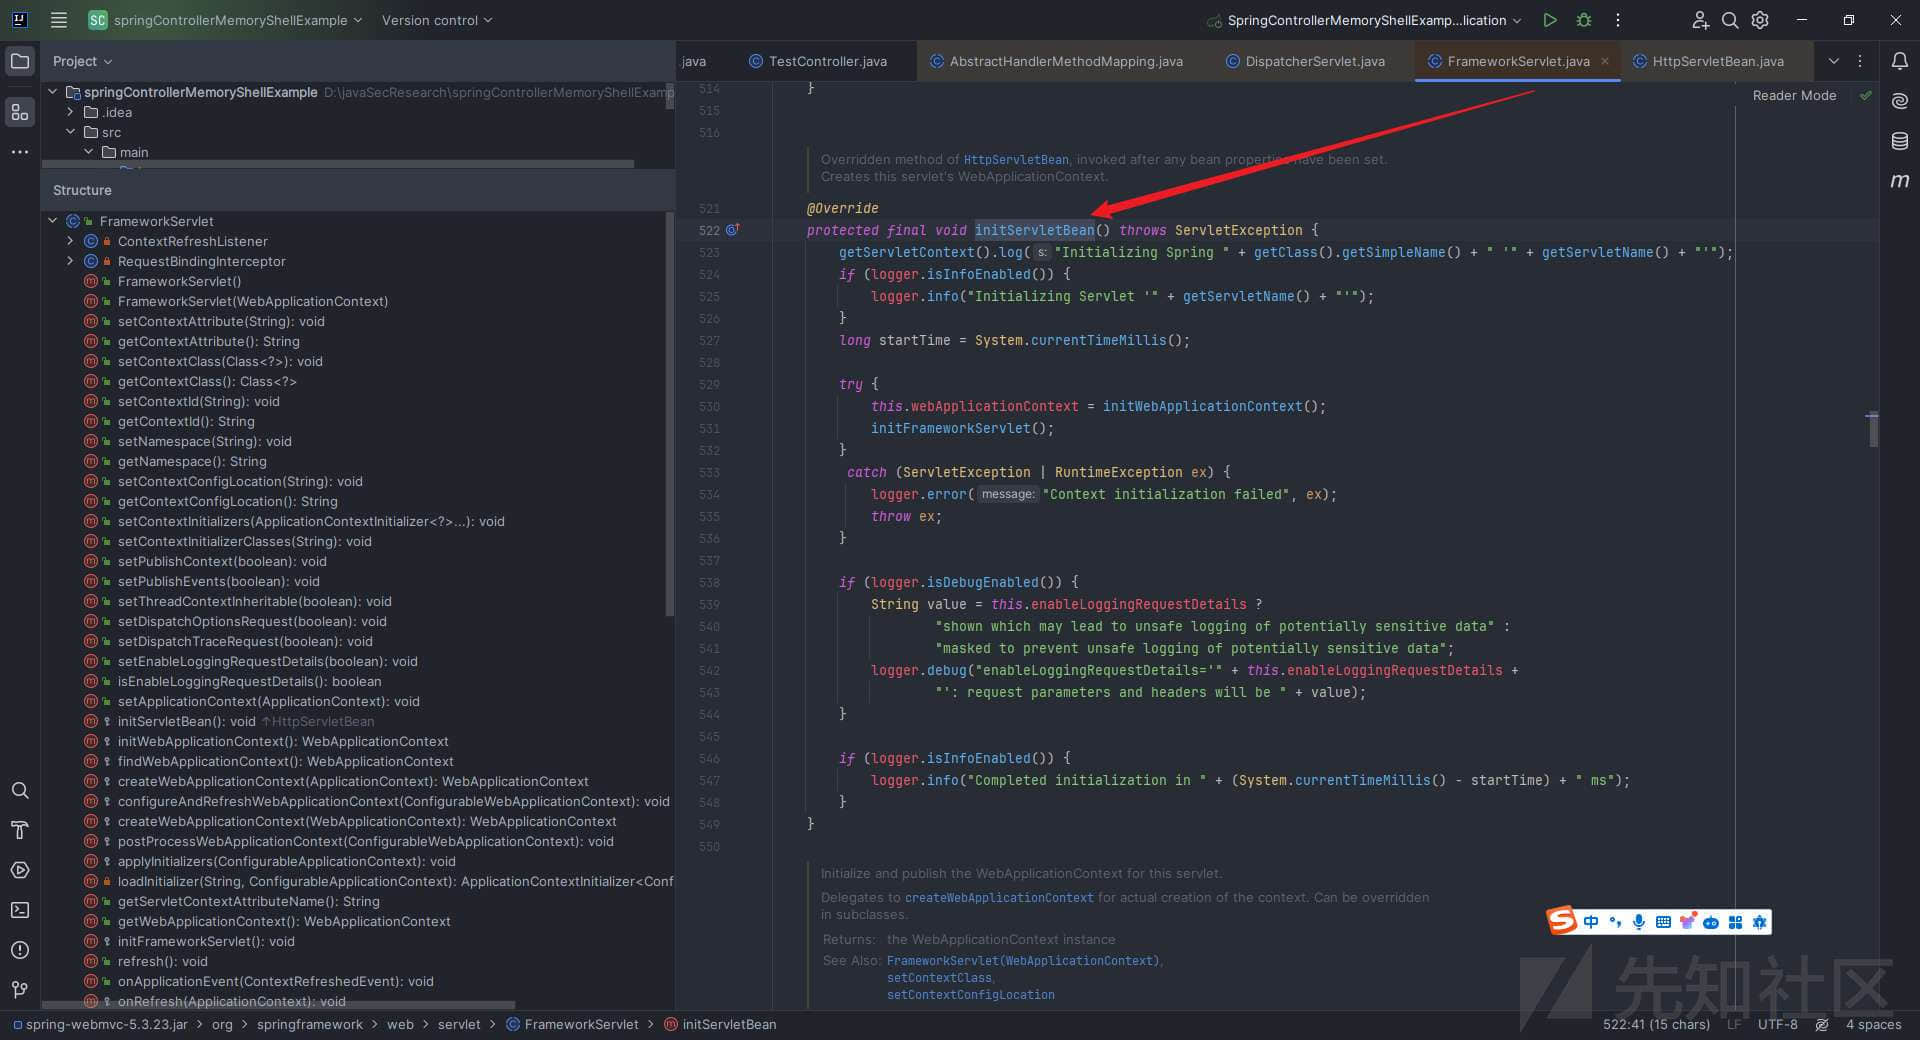 SC springControllerMemoryShellExample Version control SpringControllerMemoryShellExamp...lication
Project
springControllerMemoryShellExample D:\javaSecResearch\springControllerMemoryShellExamp
.idea
src
main
Structure
FrameworkServlet
ContextRefreshListener
RequestBindingInterceptor
FrameworkServlet()
FrameworkServlet(WebApplicationContext)
setContextAttribute(String): void
getContextAttribute(): String
setContextClass(Class<?>): void
getContextClass(): Class<?>
setContextId(String): void
getContextId(): String
setNamespace(String): void
getNamespace(): String
setContextConfigLocation(String): void
getContextConfigLocation(): String
setContextInitializers(ApplicationContextInitializer<?>...): void
setContextInitializerClasses(String): void
setPublishContext(boolean): void
setPublishEvents(boolean): void
setThreadContextInheritable(boolean): void
setDispatchOptionsRequest(boolean): void
setDispatchTraceRequest(boolean): void
setEnableLoggingRequestDetails(boolean): void
isEnableLoggingRequestDetails(): boolean
setApplicationContext(ApplicationContext): void
initServletBean(): void ↑HttpServletBean
initWebApplicationContext(): WebApplicationContext
findWebApplicationContext(): WebApplicationContext
createWebApplicationContext(ApplicationContext): WebApplicationContext
configureAndRefreshWebApplicationContext(ConfigurableWebApplicationContext): void
createWebApplicationContext(WebApplicationContext): WebApplicationContext
postProcessWebApplicationContext(ConfigurableWebApplicationContext): void
applyInitializers(ConfigurableApplicationContext): void
loadInitializer(String, ConfigurableApplicationContext): ApplicationContextInitializer<Conf
getServletContextAttributeName(): String
getWebApplicationContext(): WebApplicationContext
initFrameworkServlet(): void
refresh(): void
onApplicationEvent(ContextRefreshedEvent): void
onRefresh(ApplicationContext): void
.java TestController.java AbstractHandlerMethodMapping.java DispatcherServlet.java FrameworkServlet.java HttpServletBean.java
Reader Mode
514 }
515
516
Overridden method of HttpServletBean, invoked after any bean properties have been set.
Creates this servlet's WebApplicationContext.
521 @Override
522 protected final void initServletBean() throws ServletException {
523 getServletContext().log( s: "Initializing Spring " + getClass().getSimpleName() + " '" + getServletName() + "'");
524 if (logger.isInfoEnabled()) {
525 logger.info("Initializing Servlet '" + getServletName() + "'");
526 }
527 long startTime = System.currentTimeMillis();
528
529 try {
530 this.webApplicationContext = initWebApplicationContext();
531 initFrameworkServlet();
532 }
533 catch (ServletException | RuntimeException ex) {
534 logger.error( message: "Context initialization failed", ex);
535 throw ex;
536 }
537
538 if (logger.isDebugEnabled()) {
539 String value = this.enableLoggingRequestDetails ?
540 "shown which may lead to unsafe logging of potentially sensitive data" :
541 "masked to prevent unsafe logging of potentially sensitive data";
542 logger.debug("enableLoggingRequestDetails='" + this.enableLoggingRequestDetails +
543 "': request parameters and headers will be " + value);
544 }
545
546 if (logger.isInfoEnabled()) {
547 logger.info("Completed initialization in " + (System.currentTimeMillis() - startTime) + " ms");
548 }
549 }
550
Initialize and publish the WebApplicationContext for this servlet.
Delegates to createWebApplicationContext for actual creation of the context. Can be overridden
in subclasses.
Returns: the WebApplicationContext instance
See Also: FrameworkServlet(WebApplicationContext),
setContextClass,
setContextConfigLocation
中
先知社区
spring-webmvc-5.3.23.jar > org > springframework > web > servlet > FrameworkServlet > initServletBean 522:41 (15 chars) LF UTF-8 4 spaces